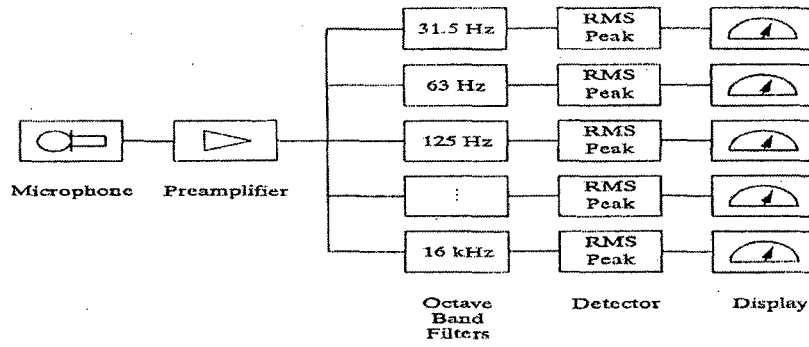 31.5 Hz
RMS
Peak
63 Hz
RMS
Peak
125 Hz
RMS
Peak
Microphone
Preamplifier
⋮
RMS
Peak
16 kHz
RMS
Peak
Octave
Band
Filters
Detector
Display